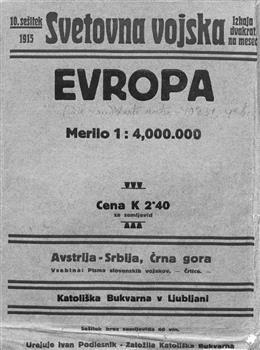 10. sešitek
1915
Svetovna vojska
Izhaja
dvakrat
na mesec
EVROPA
Merilo 1 : 4,000.000
Cena K 2·40
za zemljevid
Avstrija - Srbija, Črna gora
Vsebina: Pisma slovenskih vojakov. — Črtice.
Katoliška Bukvarna v Ljubljani
Sešitek brez zemljevida 60 vin.
Urejuje Ivan Podlesnik - Založila Katoliška Bukvarna